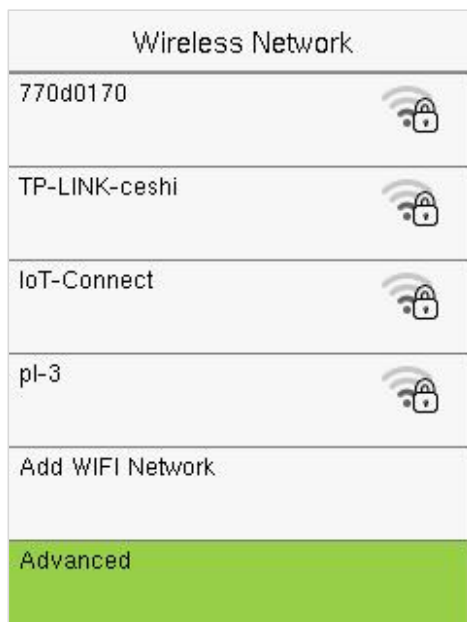 Wireless Network
770d0170
TP-LINK-ceshi
IoT-Connect
pl-3
Add WIFI Network
Advanced